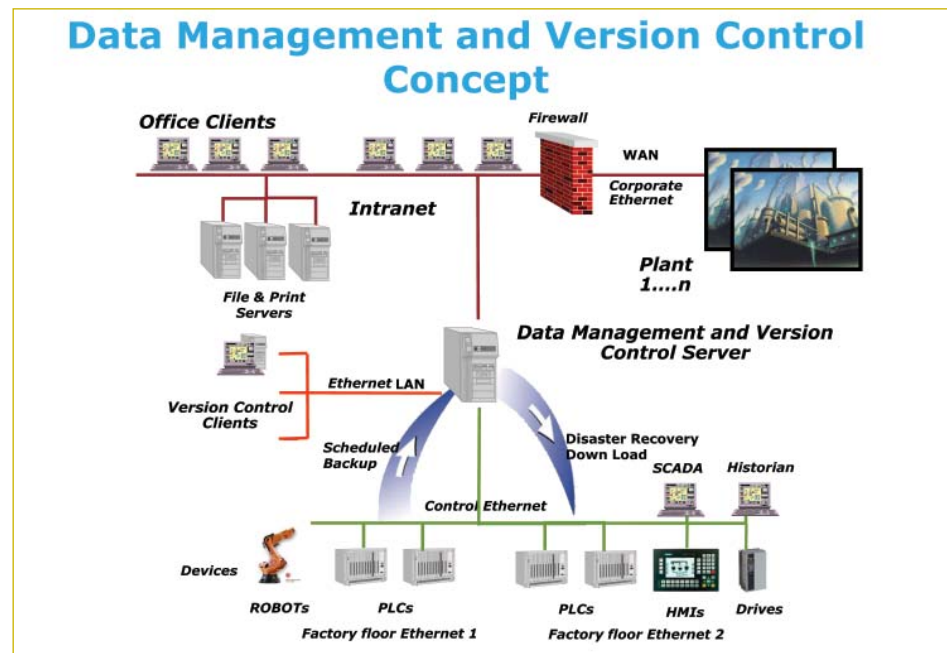 Data Management and Version Control
Concept
Office Clients
Firewall
WAN
Corporate
Ethernet
Intranet
Plant
1....n
File & Print
Servers
Data Management and Version
Control Server
Ethernet LAN
Version Control
Clients
Scheduled
Backup
Disaster Recovery
Down Load
SCADA
Historian
Control Ethernet
Devices
ROBOTs
PLCs
PLCs
HMIs
Drives
Factory floor Ethernet 1
Factory floor Ethernet 2